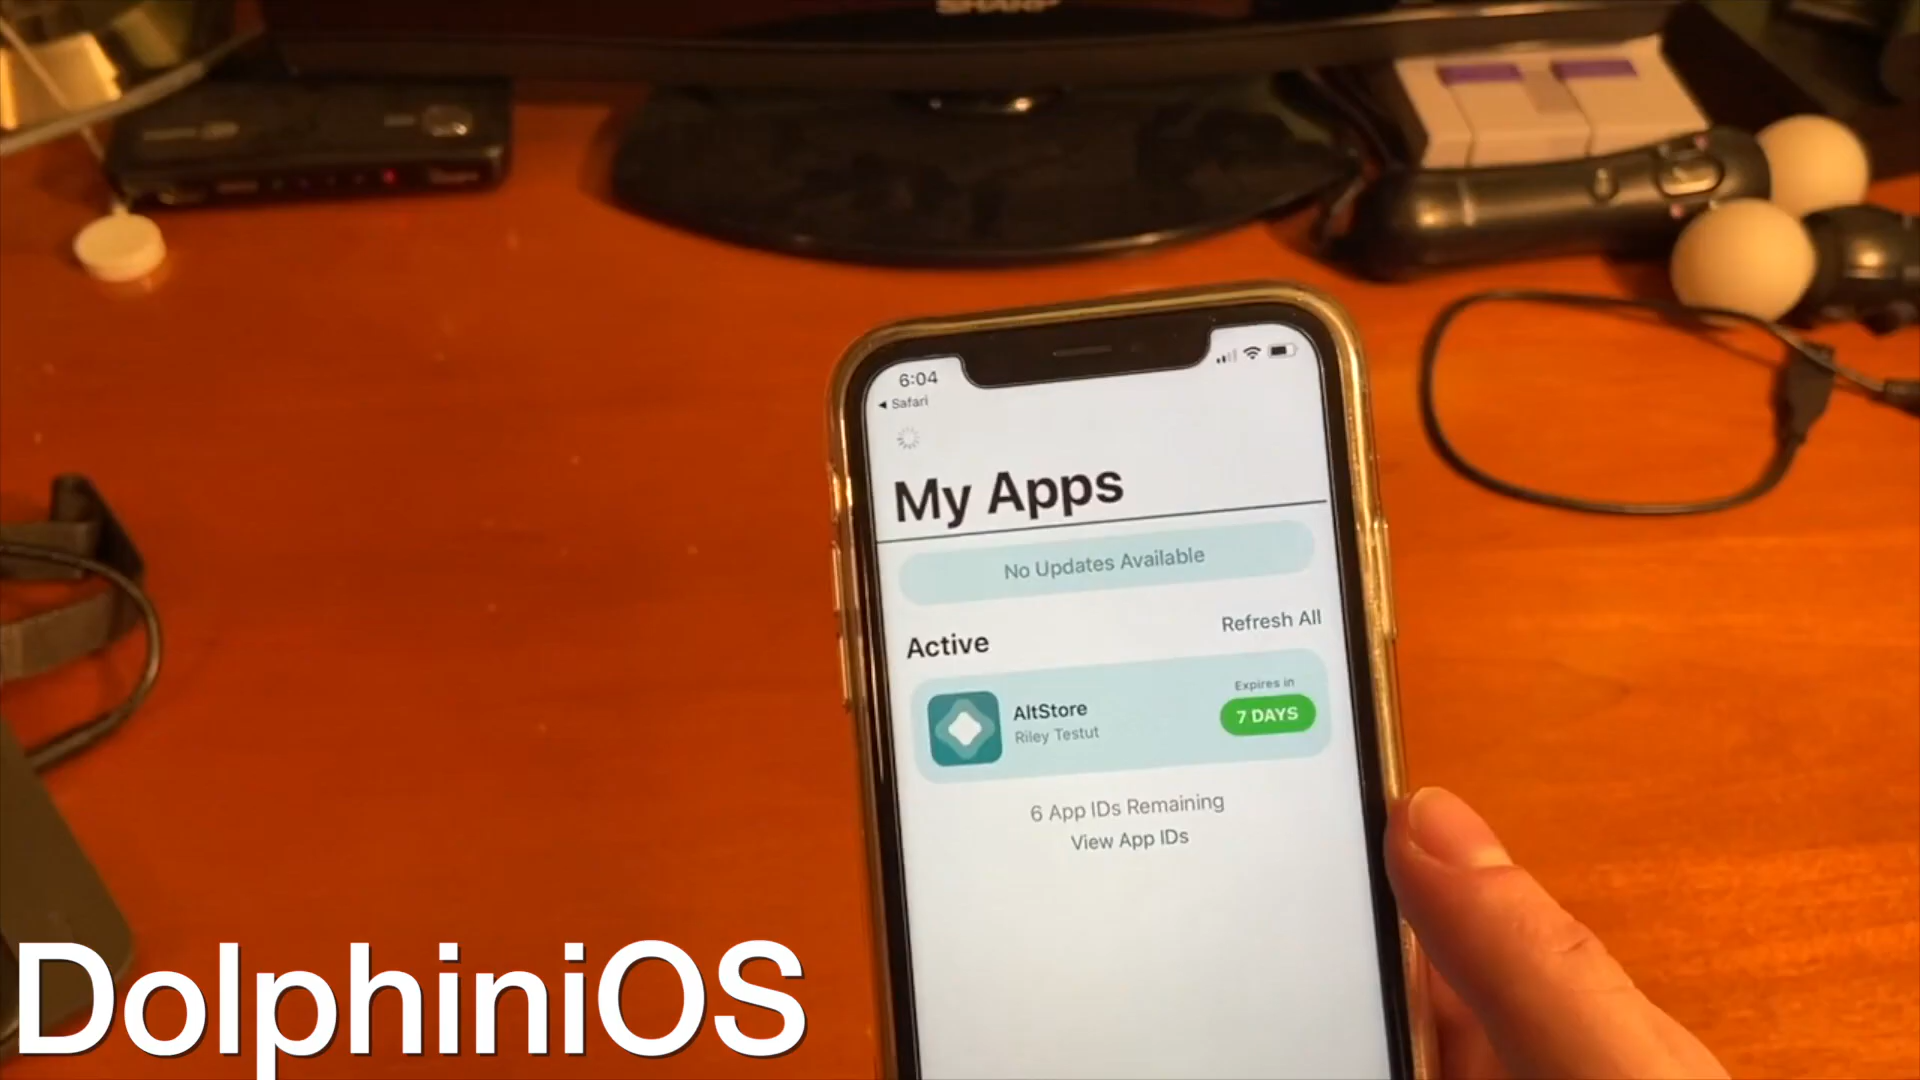 SHARP
6:04
Safari
My Apps
No Updates Available
Active
Refresh All
AltStore
Riley Testut
Expires in
7 DAYS
6 App IDs Remaining
View App IDs
DolphiniOS